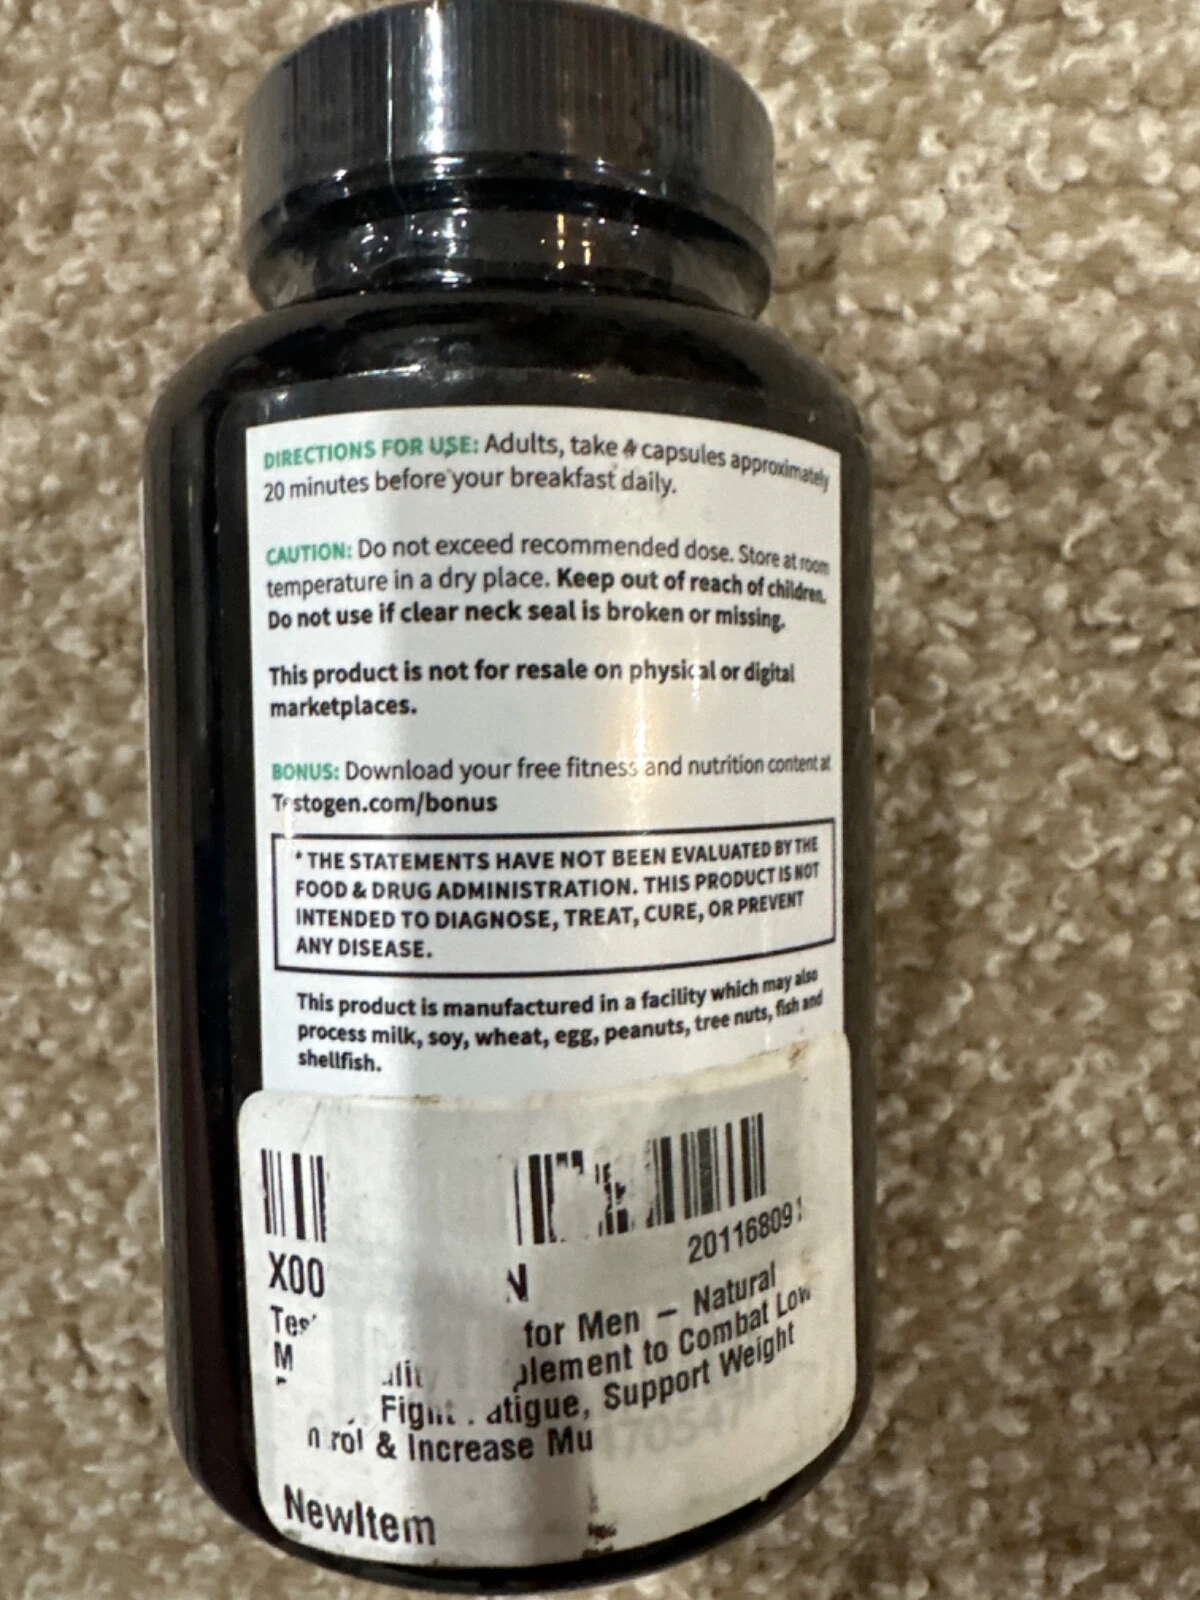 DIRECTIONS FOR USE: Adults, take 4 capsules approximately
20 minutes before your breakfast daily.
CAUTION: Do not exceed recommended dose. Store at room
temperature in a dry place. Keep out of reach of children.
Do not use if clear neck seal is broken or missing.
This product is not for resale on physical or digital
marketplaces.
BONUS: Download your free fitness and nutrition content at
Testogen.com/bonus
* THE STATEMENTS HAVE NOT BEEN EVALUATED BY THE
FOOD & DRUG ADMINISTRATION. THIS PRODUCT IS NOT
INTENDED TO DIAGNOSE, TREAT, CURE, OR PREVENT
ANY DISEASE.
This product is manufactured in a facility which may also
process milk, soy, wheat, egg, peanuts, tree nuts, fish and
shellfish.
X00 N 201168091
for Men – Natural
to Combat Low
Fight Fatigue, Support Weight
& Increase Mu
NewItem